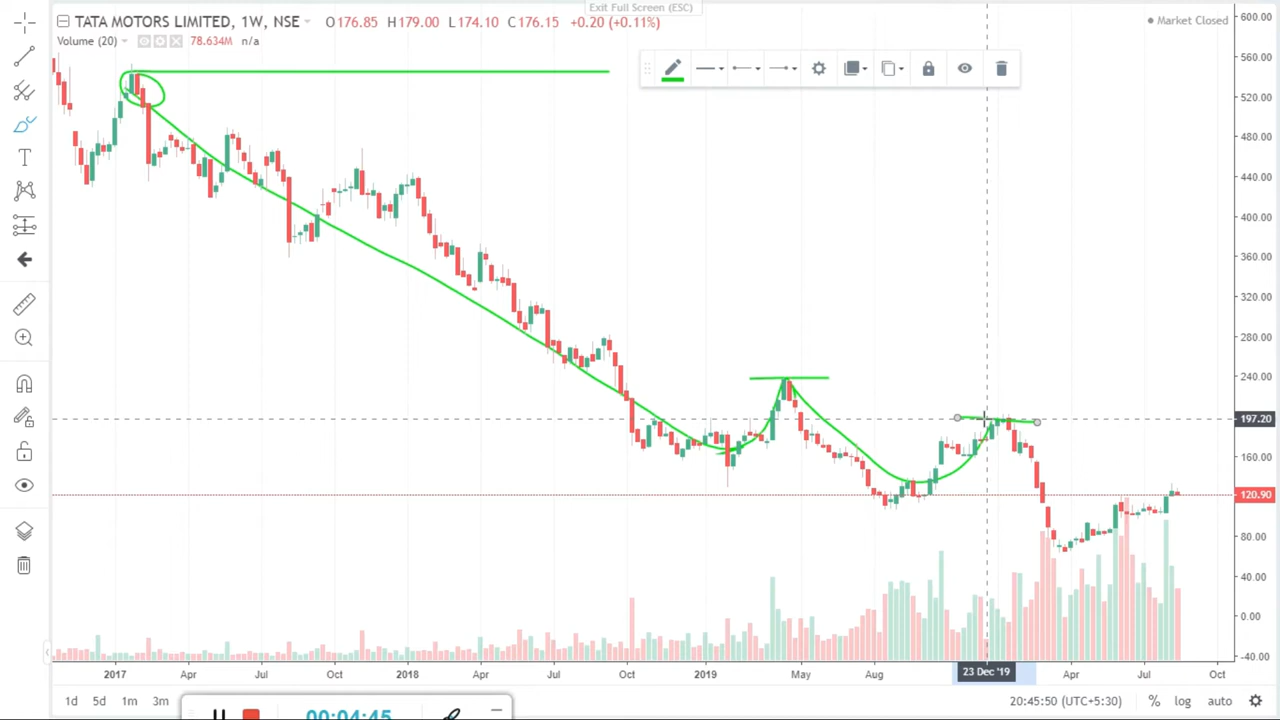 Exit Full Screen (ESC)
TATA MOTORS LIMITED, 1W, NSE O176.85 H179.00 L174.10 C176.15 +0.20 (+0.11%)
Market Closed
Volume (20) 78.634M n/a
600.00
560.00
520.00
480.00
440.00
400.00
360.00
320.00
280.00
240.00
197.20
160.00
120.90
80.00
40.00
0.00
-40.00
2017 Apr Jul Oct 2018 Apr Jul Oct 2019 May Aug 23 Dec '19 Apr Jul Oct
1d 5d 1m 3m 20:45:50 (UTC+5:30) % log auto
00:04:45
T